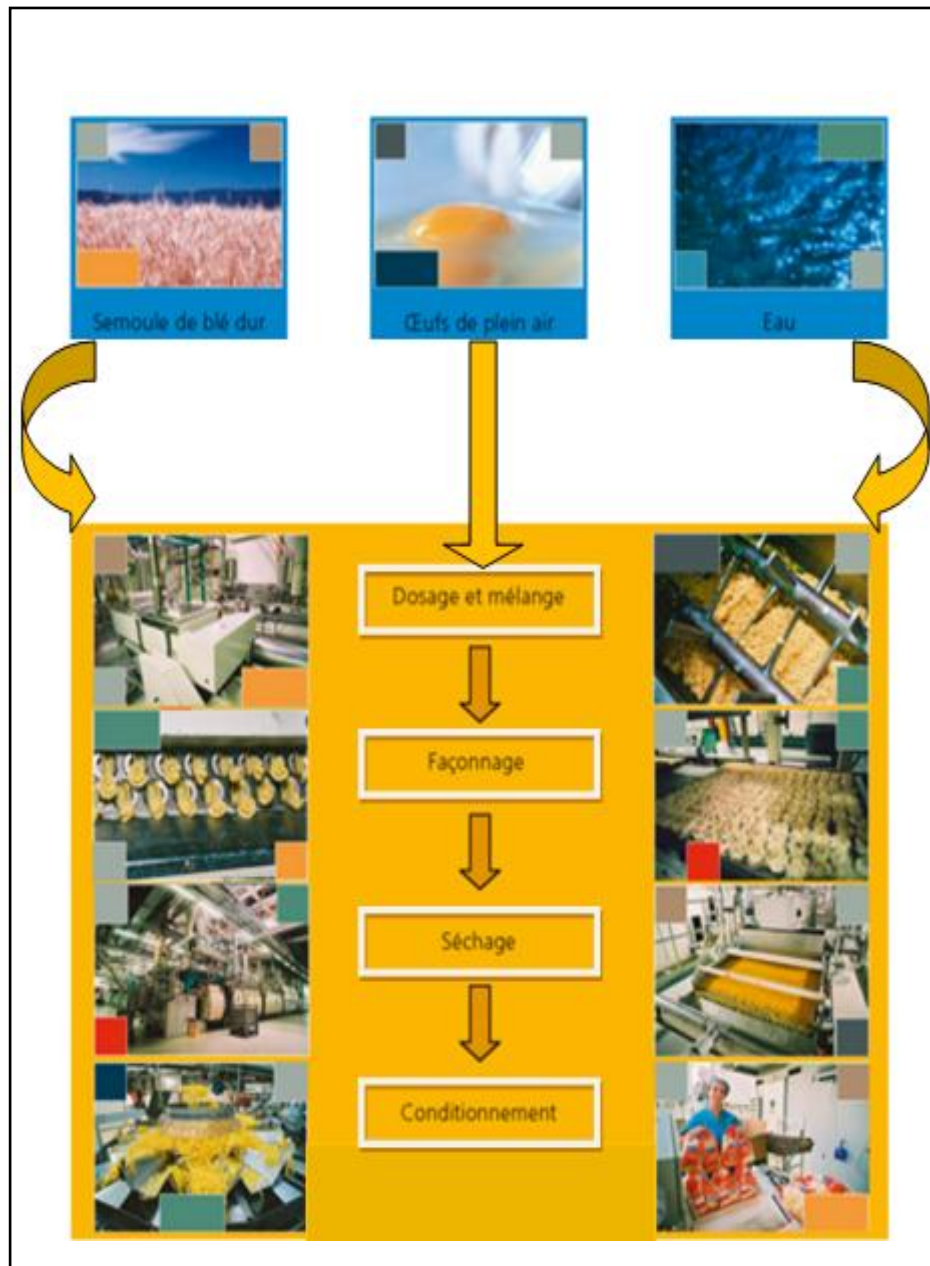 Semoule de blé dur
Œufs de plein air
Eau
Dosage et mélange
Façonnage
Séchage
Conditionnement